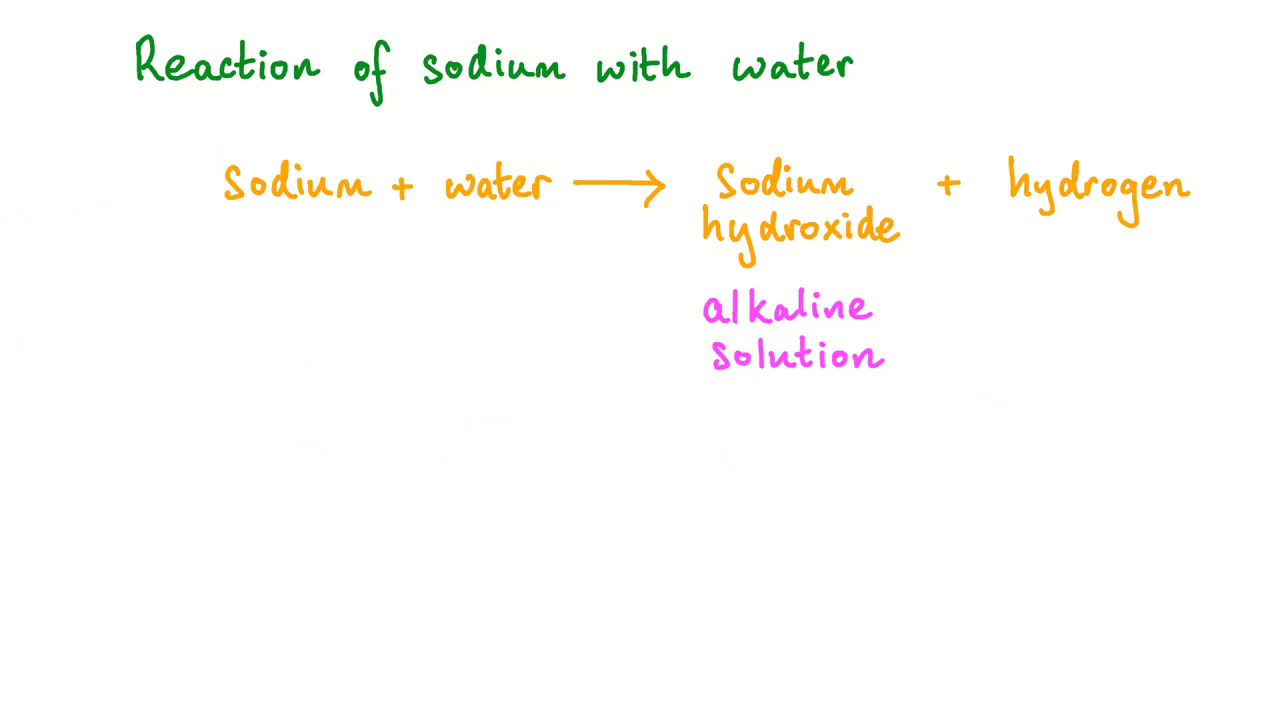 Reaction of sodium with water
sodium + water → sodium + hydrogen
hydroxide
alkaline
solution